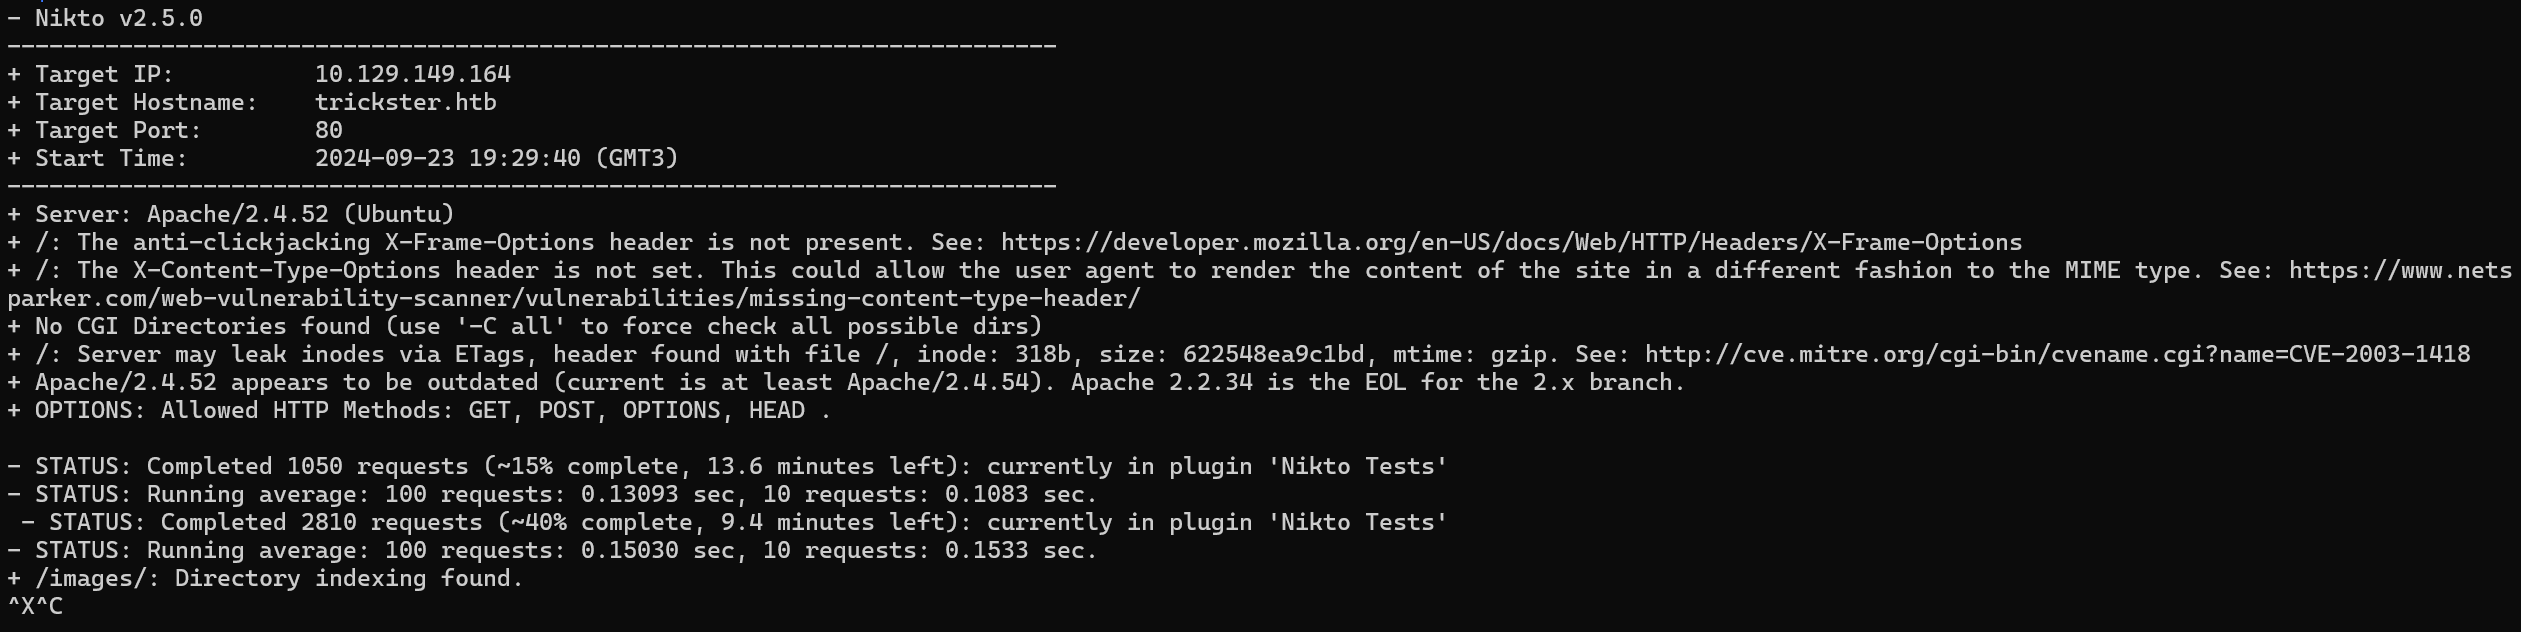 - Nikto v2.5.0
---------------------------------------------------------------------------
+ Target IP:          10.129.149.164
+ Target Hostname:    trickster.htb
+ Target Port:        80
+ Start Time:         2024-09-23 19:29:40 (GMT3)
---------------------------------------------------------------------------
+ Server: Apache/2.4.52 (Ubuntu)
+ /: The anti-clickjacking X-Frame-Options header is not present. See: https://developer.mozilla.org/en-US/docs/Web/HTTP/Headers/X-Frame-Options
+ /: The X-Content-Type-Options header is not set. This could allow the user agent to render the content of the site in a different fashion to the MIME type. See: https://www.nets
parker.com/web-vulnerability-scanner/vulnerabilities/missing-content-type-header/
+ No CGI Directories found (use '-C all' to force check all possible dirs)
+ /: Server may leak inodes via ETags, header found with file /, inode: 318b, size: 622548ea9c1bd, mtime: gzip. See: http://cve.mitre.org/cgi-bin/cvename.cgi?name=CVE-2003-1418
+ Apache/2.4.52 appears to be outdated (current is at least Apache/2.4.54). Apache 2.2.34 is the EOL for the 2.x branch.
+ OPTIONS: Allowed HTTP Methods: GET, POST, OPTIONS, HEAD .

- STATUS: Completed 1050 requests (~15% complete, 13.6 minutes left): currently in plugin 'Nikto Tests'
- STATUS: Running average: 100 requests: 0.13093 sec, 10 requests: 0.1083 sec.
 - STATUS: Completed 2810 requests (~40% complete, 9.4 minutes left): currently in plugin 'Nikto Tests'
- STATUS: Running average: 100 requests: 0.15030 sec, 10 requests: 0.1533 sec.
+ /images/: Directory indexing found.
^X^C